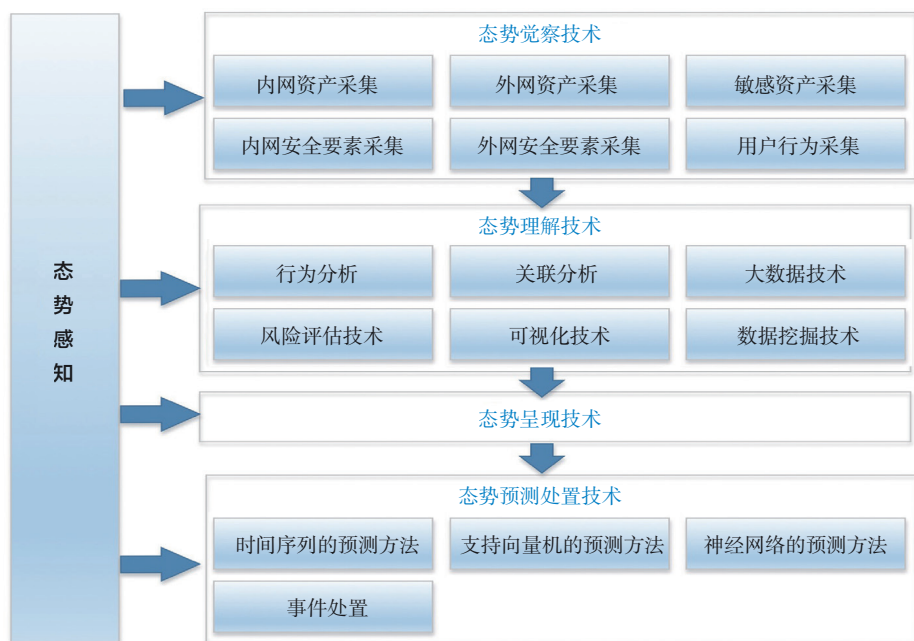 态势感知
态势觉察技术
内网资产采集
外网资产采集
敏感资产采集
内网安全要素采集
外网安全要素采集
用户行为采集
态势理解技术
行为分析
关联分析
大数据技术
风险评估技术
可视化技术
数据挖掘技术
态势呈现技术
态势预测处置技术
时间序列的预测方法
支持向量机的预测方法
神经网络的预测方法
事件处置